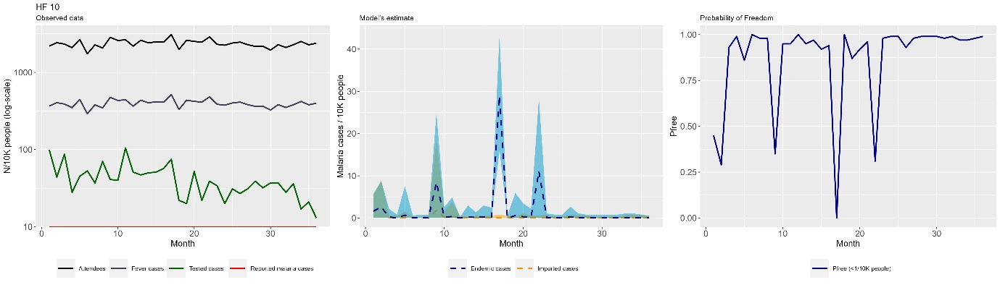 HF 10
Observed data
N/10K people (log-scale)
1000
100
10
0
10
20
30
Month
Attendees
Fever cases
Tested cases
Reported malaria cases
Model's estimate
Malaria cases / 10K people
40
30
20
10
0
0
10
20
30
Month
Endemic cases
Imported cases
Probability of Freedom
Pfree
1.00
0.75
0.50
0.25
0.00
0
10
20
30
Month
Pfree (<1/10K people)